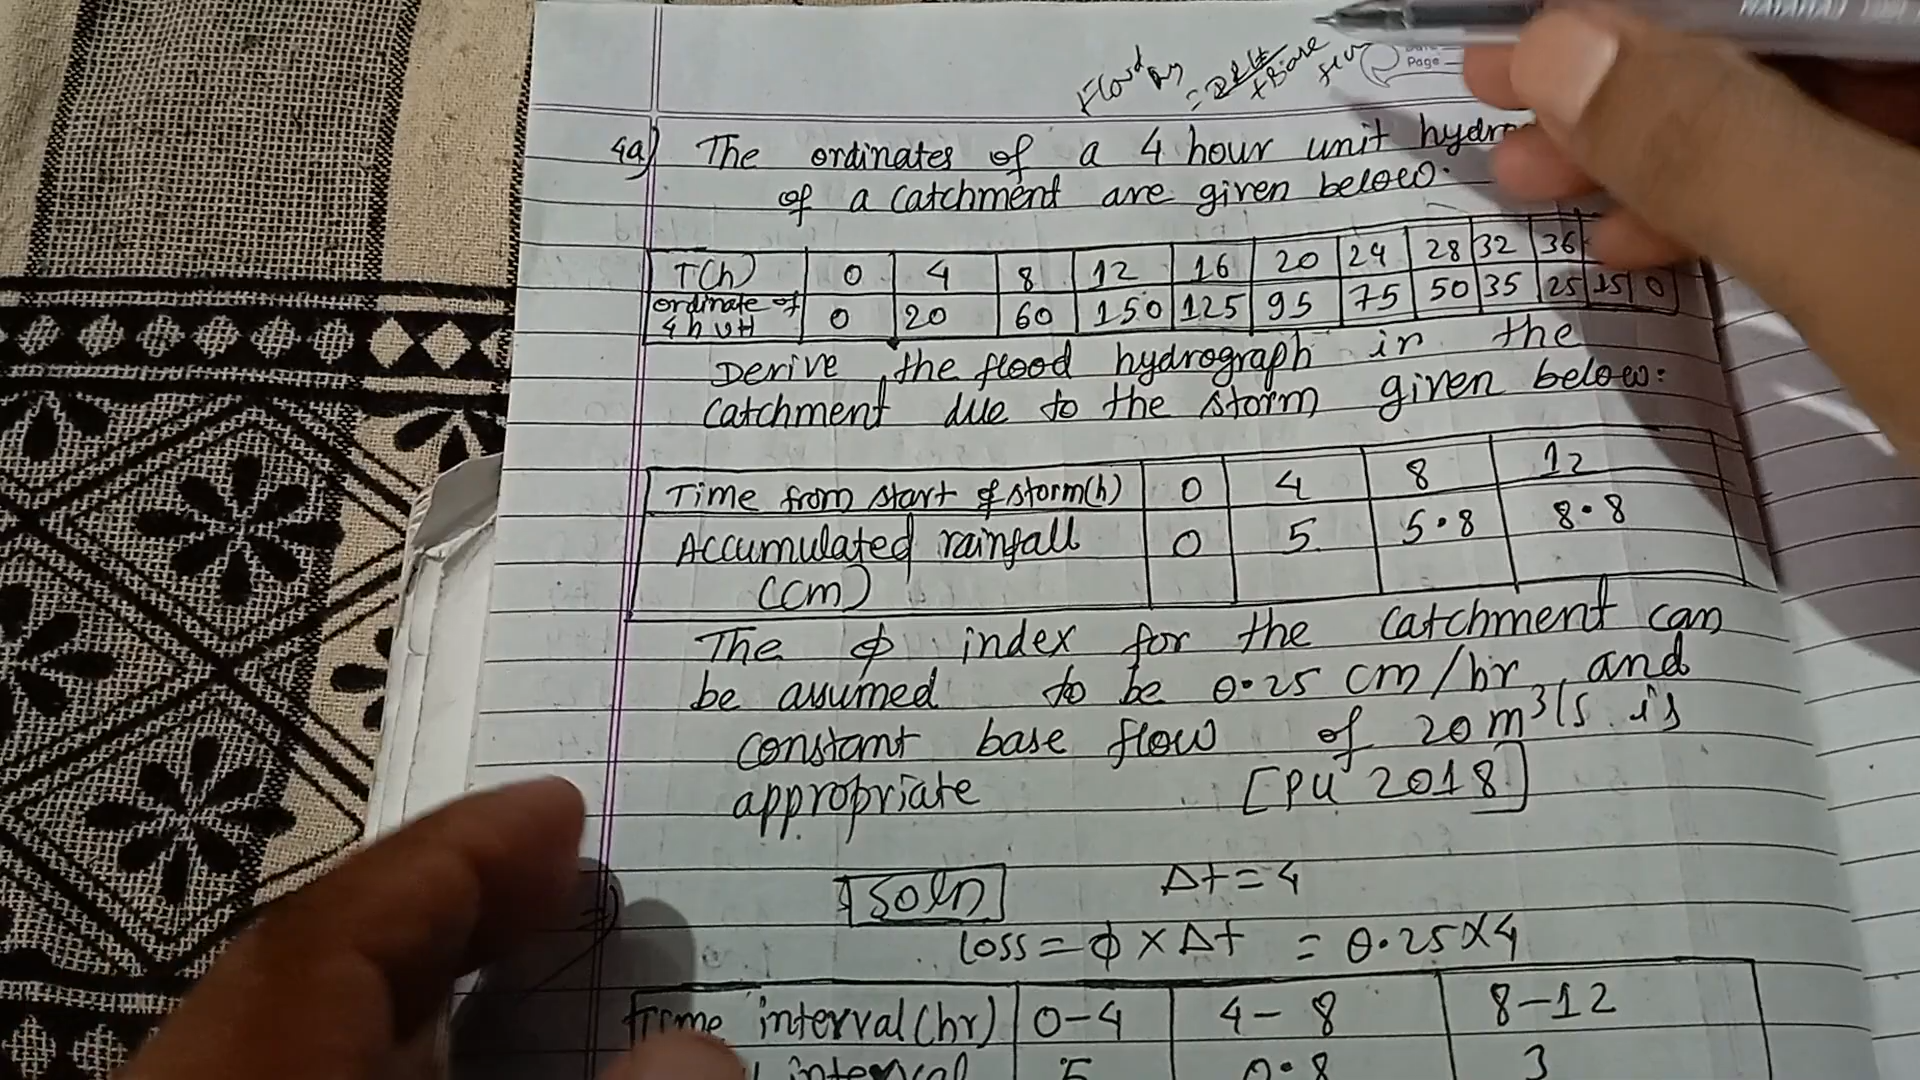 Page
4a) The ordinates of a 4 hour unit
of a catchment are given below.
T(h) 0 4 8 12 16 20 24 28 32 36
ordinate of 4h UH 0 20 60 150 125 95 75 50 35 25 15 0
Derive, the flood hydrograph in the
catchment due to the storm given below:
Time from start of storm(h) 0 4 8 12
Accumulated rainfall (cm) 0 5 5.8 8.8
The ϕ index for the catchment can
be assumed to be 0.25 cm/hr, and
constant base flow of 20 m³/s is
appropriate [PU 2018]
Soln Δt = 4
Loss = ϕ × Δt = 0.25×4
Time interval(hr) 0-4 4-8 8-12
interval 5 0.8 3